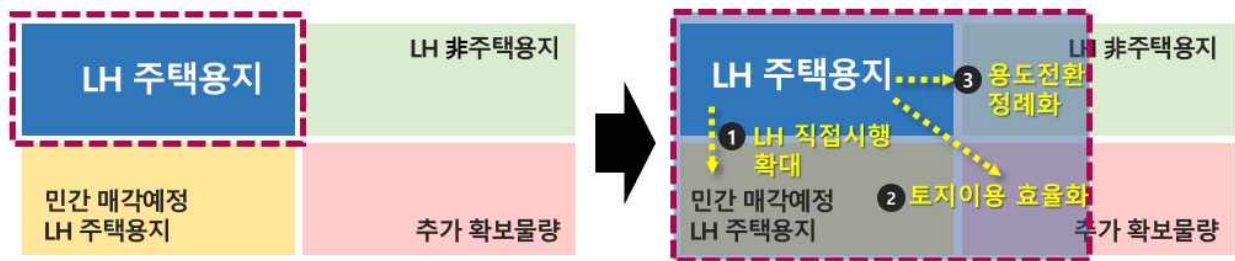 LH 주택용지
LH 非주택용지
민간 매각예정
LH 주택용지
추가 확보물량
LH 주택용지
LH 非주택용지
❸ 용도전환
정례화
❶ LH 직접시행
확대
❷ 토지이용 효율화
민간 매각예정
LH 주택용지
추가 확보물량